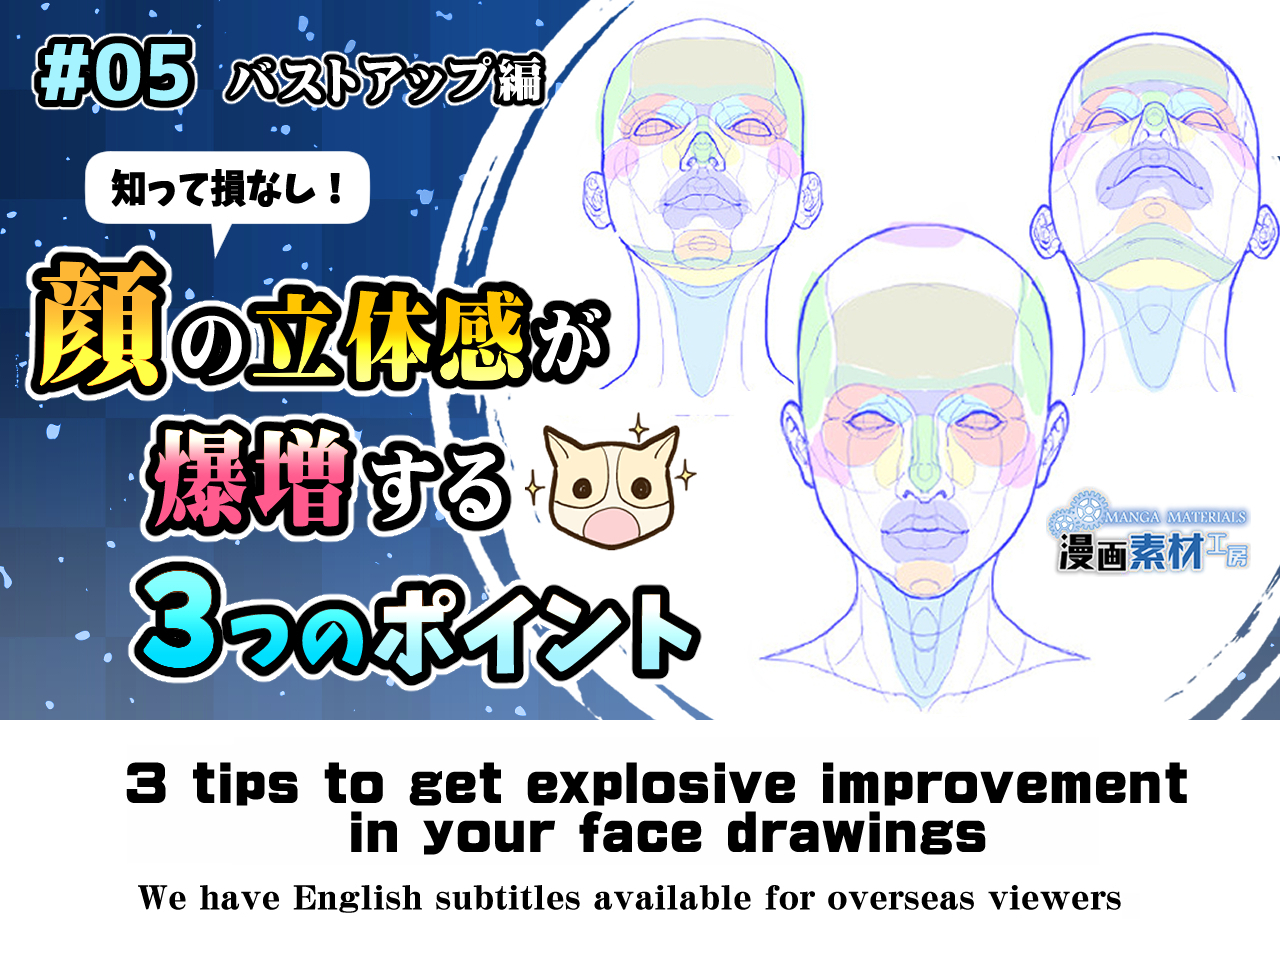 #05 バストアップ編
知って損なし！
顔の立体感が
爆増する
3つのポイント
MANGA MATERIALS
漫画素材工房
3 tips to get explosive improvement
in your face drawings
We have English subtitles available for overseas viewers